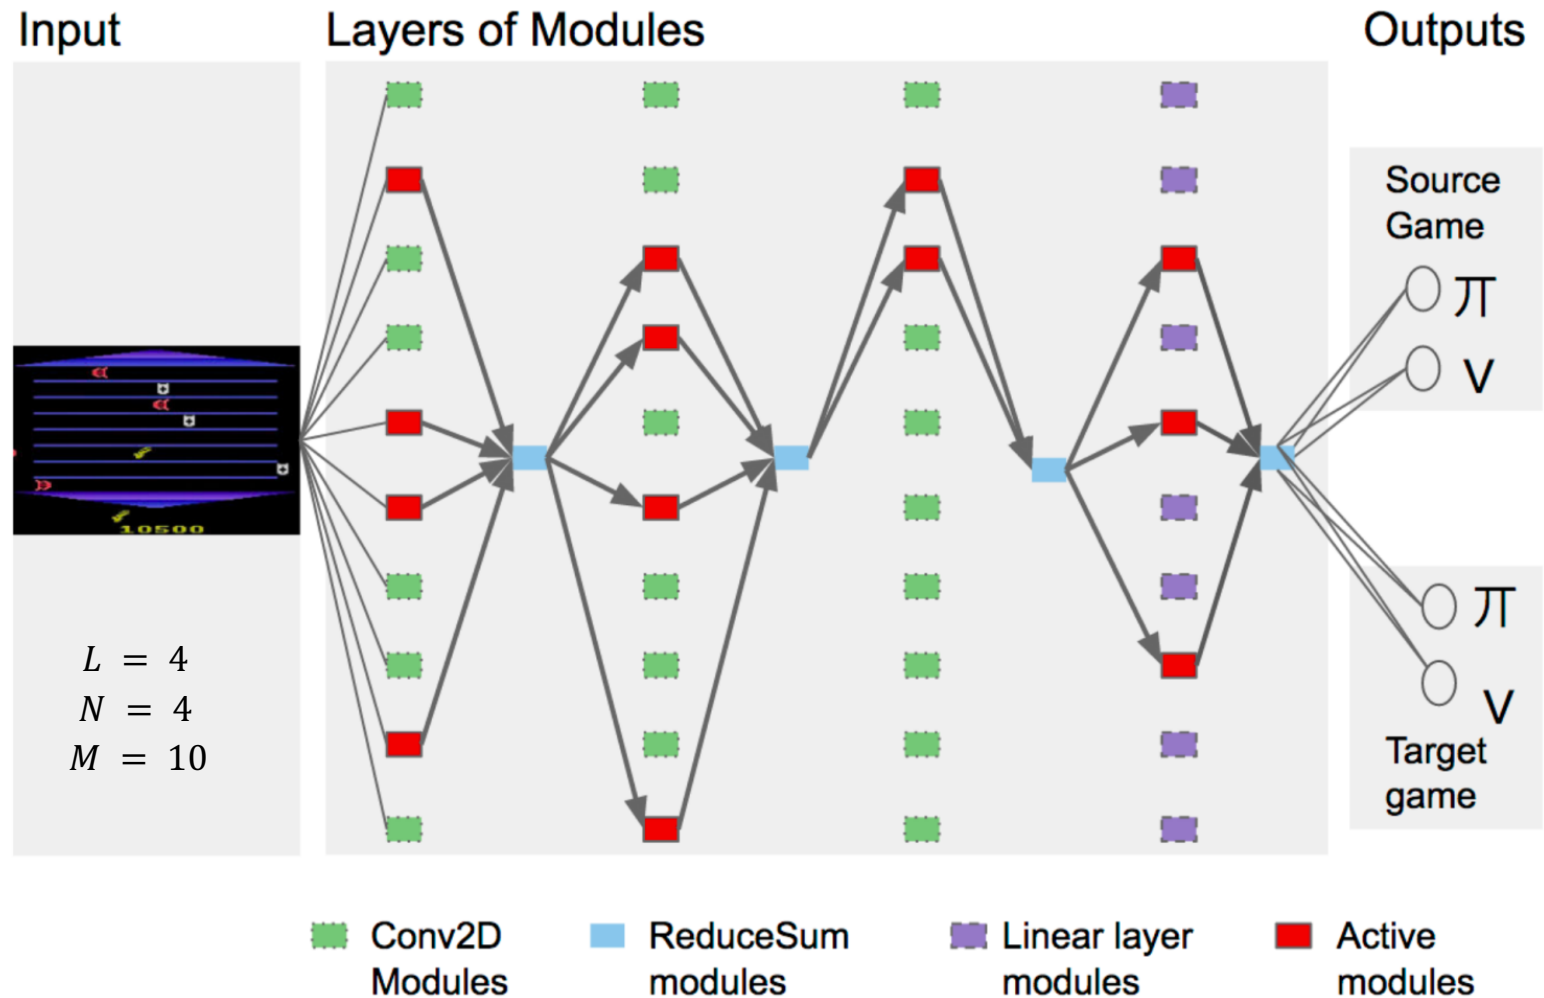 Input
Layers of Modules
Outputs
Source
Game
π
V
10500
L = 4
N = 4
M = 10
π
V
Target
game
Conv2D
Modules
ReduceSum
modules
Linear layer
modules
Active
modules